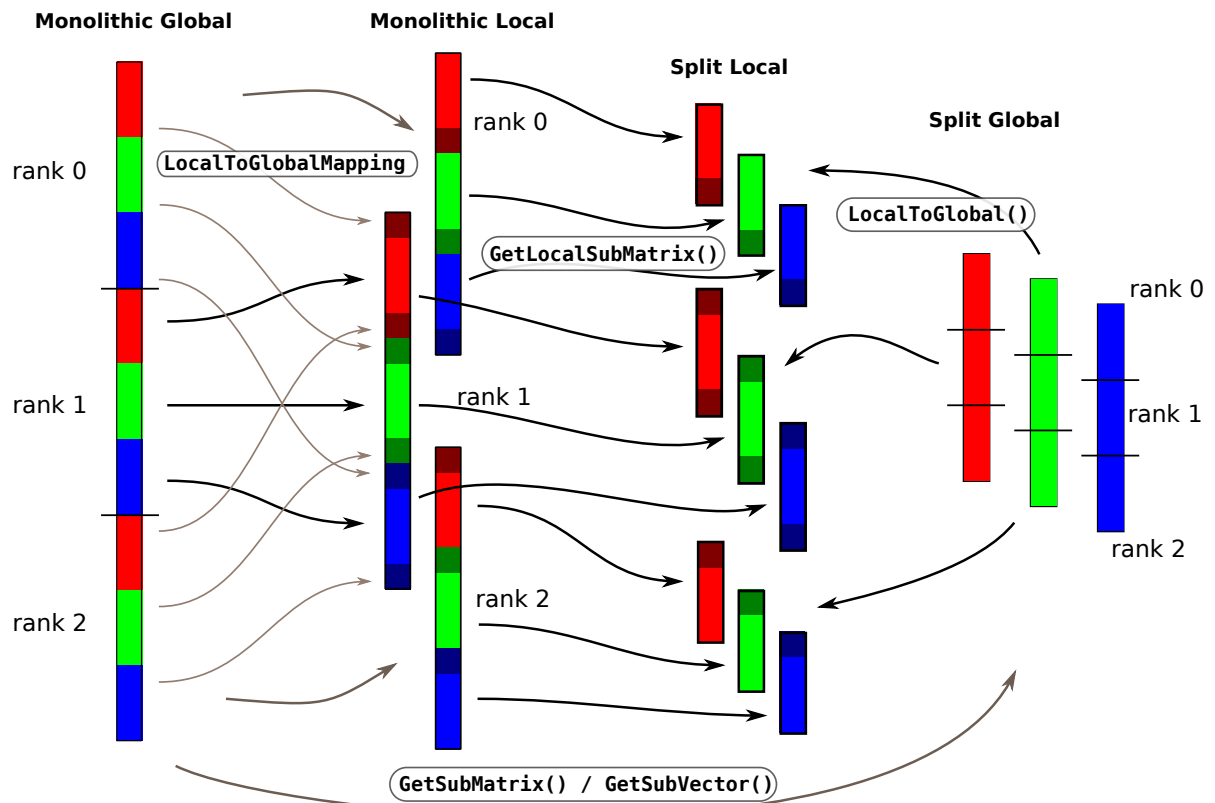 Monolithic Global
Monolithic Local
Split Local
Split Global
rank 0
LocalToGlobalMapping
rank 0
LocalToGlobal()
GetLocalSubMatrix()
rank 0
rank 1
rank 1
rank 1
rank 2
rank 2
rank 2
GetSubMatrix() / GetSubVector()